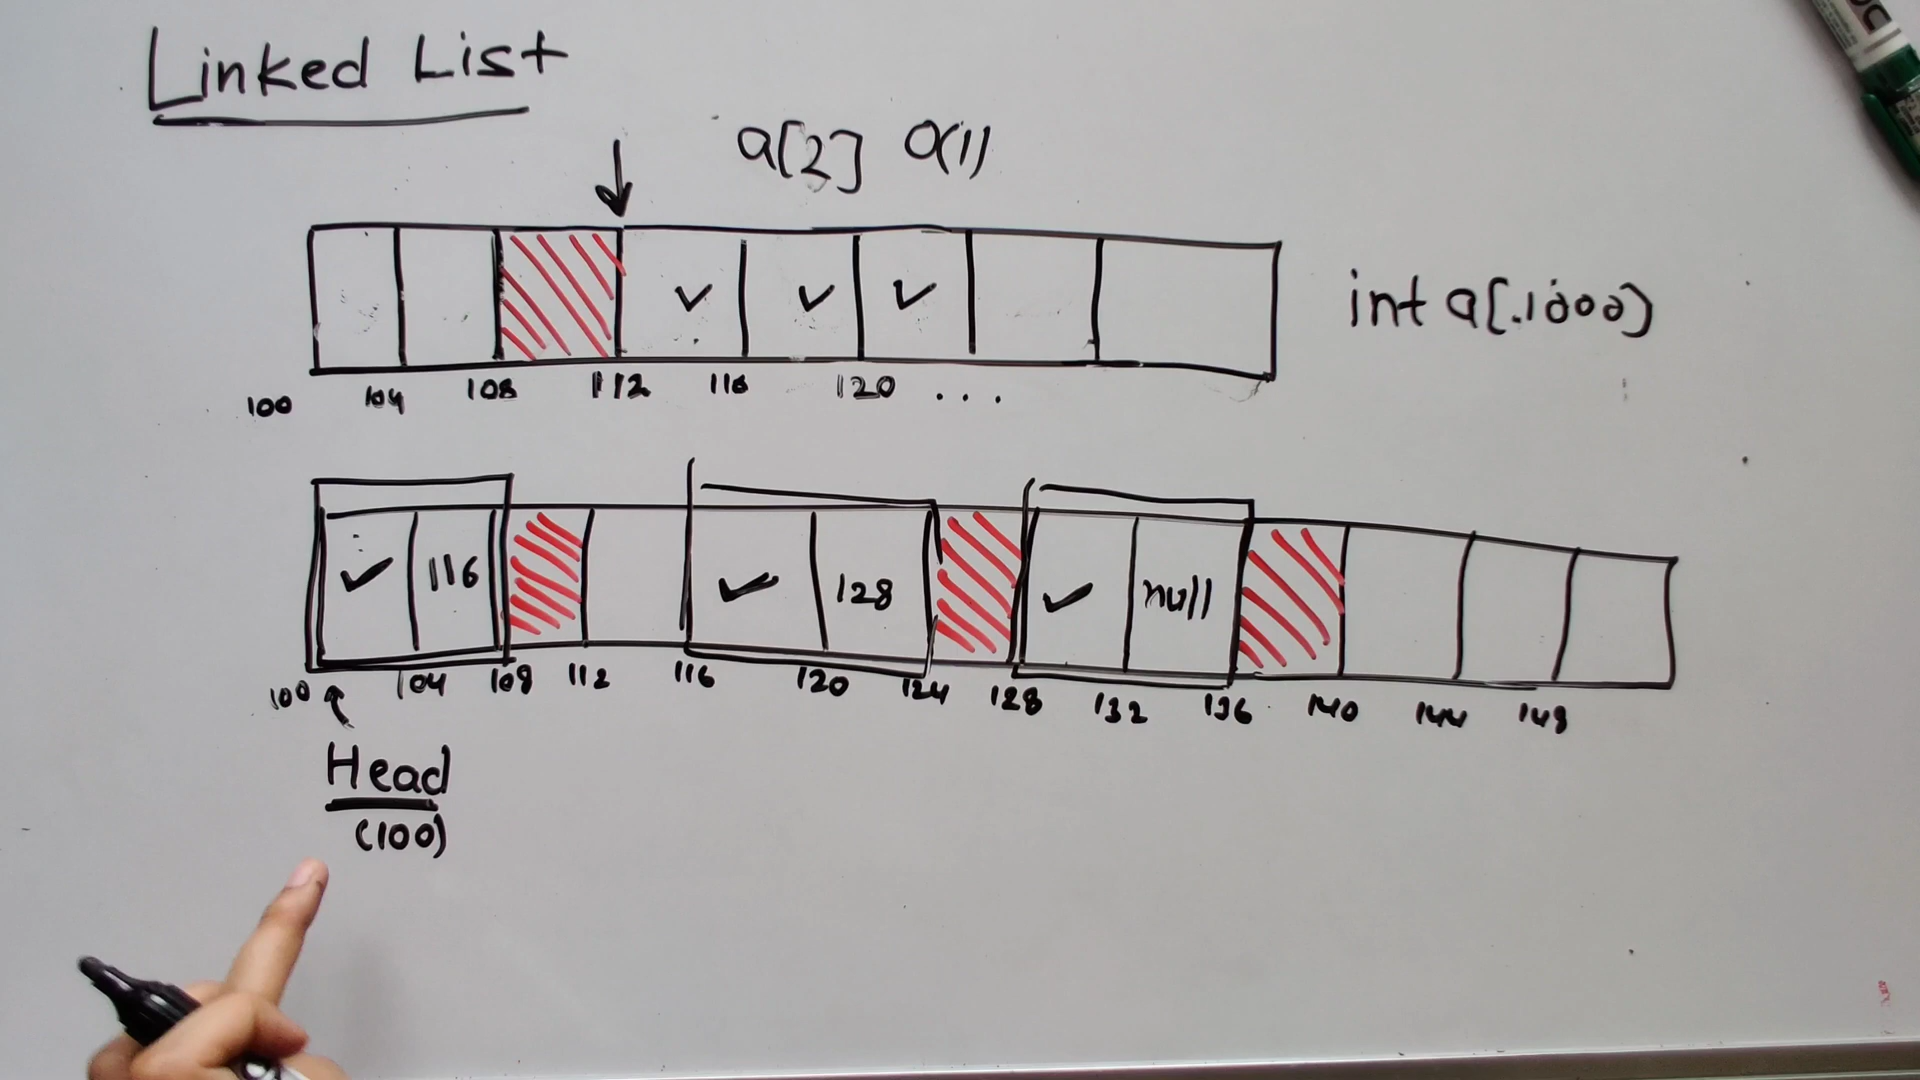 Linked List
a[2] a(1)
int a[.1000]
100 104 108 112 116 120 ...
116 128 null
100 104 108 112 116 120 124 128 132 136 140 144 148
Head
(100)